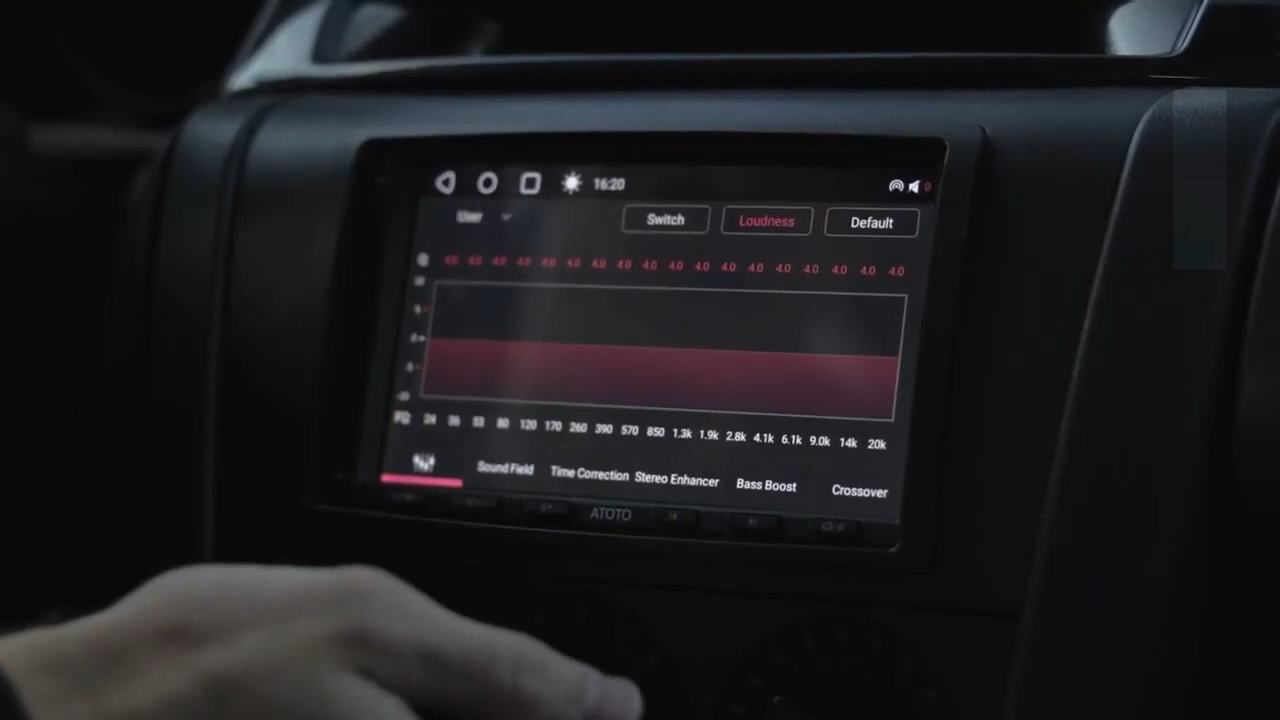 16:20 0
User Switch Loudness Default
4.0 4.0 4.0 4.0 4.0 4.0 4.0 4.0 4.0 4.0 4.0 4.0 4.0 4.0 4.0 4.0
FQ: 24 36 53 80 120 170 260 390 570 850 1.3k 1.9k 2.8k 4.1k 6.1k 9.0k 14k 20k
Sound Field Time Correction Stereo Enhancer Bass Boost Crossover
ATOTO